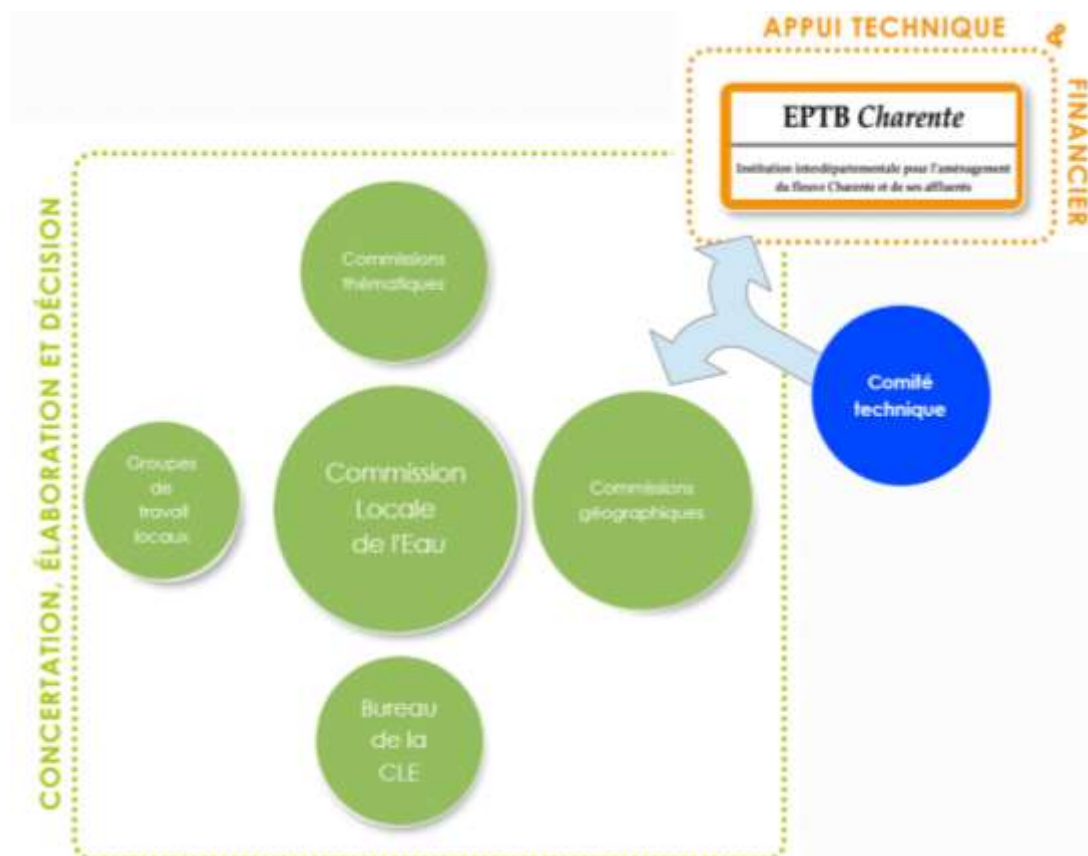 APPUI TECHNIQUE &
FINANCIER
EPTB Charente
Institution interdépartementale pour l'aménagement
du fleuve Charente et de ses affluents
CONCERTATION, ÉLABORATION ET DÉCISION
Commissions
thématiques
Comité
technique
Groupes
de
travail
locaux
Commission
Locale
de l'Eau
Commissions
géographiques
Bureau
de la
CLE